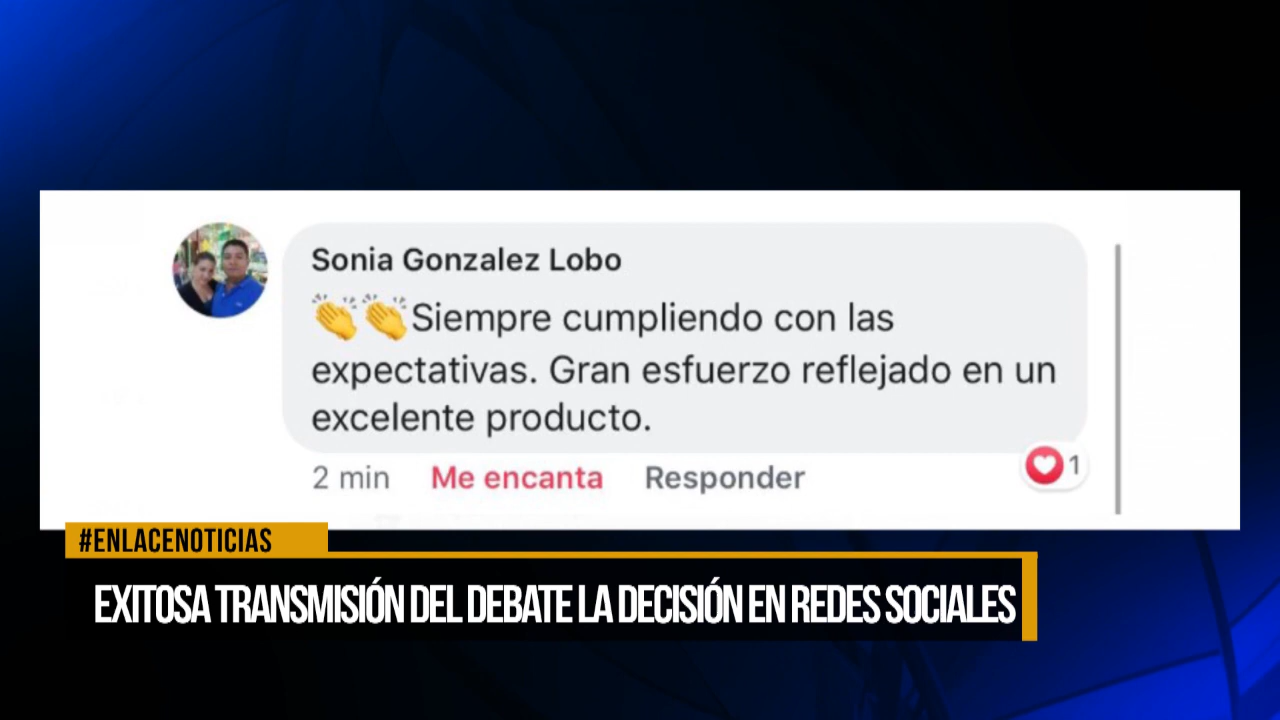 Sonia Gonzalez Lobo
👏👏Siempre cumpliendo con las
expectativas. Gran esfuerzo reflejado en un
excelente producto.
2 min Me encanta Responder 1
#ENLACENOTICIAS
EXITOSA TRANSMISIÓN DEL DEBATE LA DECISIÓN EN REDES SOCIALES